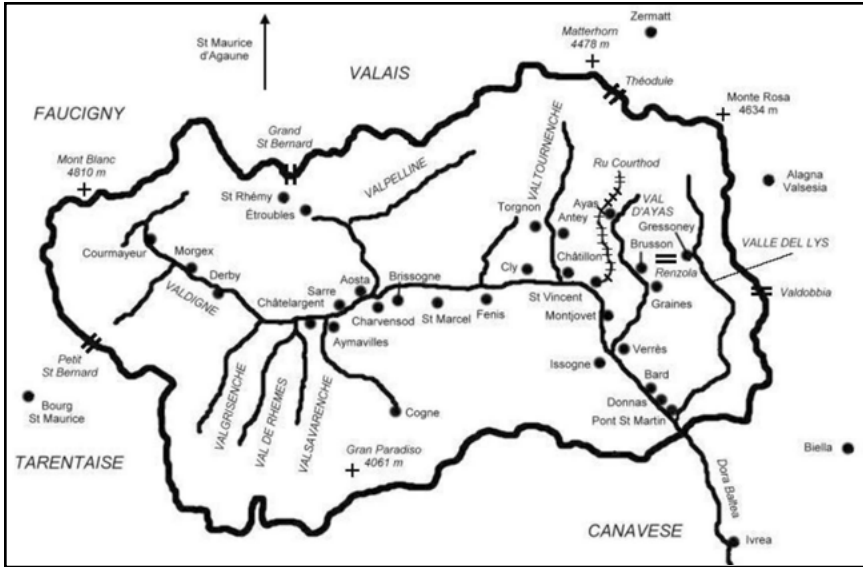 Zermatt
St Maurice
d'Agaune
Matterhorn
4478 m
VALAIS
Théodule
FAUCIGNY
Monte Rosa
4634 m
Grand
St Bernard
Mont Blanc
4810 m
VALPELLINE
VALTOURNENCHE
Ru Courthod
Alagna
Valsesia
St Rhémy
Étroubles
Torgnon
Antey
Ayas
VAL
D'AYAS
Gressoney
Courmayeur
Morgex
Brusson
VALLE DEL LYS
Derby
Châtillon
Cly
Renzola
VALDIGNE
Sarre
Aosta
Brissogne
Châtelargent
St Vincent
Graines
Valdobbia
Charvensod
St Marcel
Fenis
Montjovet
Aymavilles
Petit
St Bernard
Verrès
Issogne
Bard
Bourg
St Maurice
VALGRISENCHE
VAL DE RHEMES
VALSAVARENCHE
Cogne
Donnas
Pont St Martin
Gran Paradiso
4061 m
Biella
TARENTAISE
Dora Baltea
CANAVESE
Ivrea